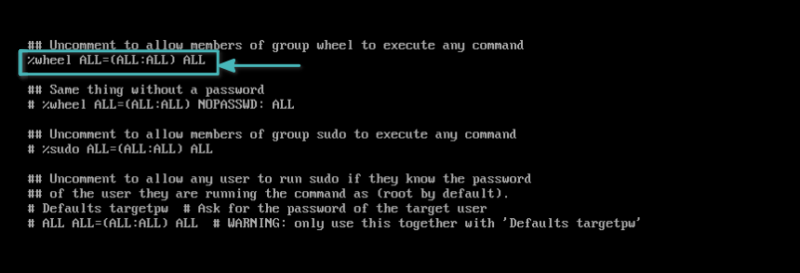 ## Uncomment to allow members of group wheel to execute any command
%wheel ALL=(ALL:ALL) ALL
## Same thing without a password
# %wheel ALL=(ALL:ALL) NOPASSWD: ALL
## Uncomment to allow members of group sudo to execute any command
# %sudo ALL=(ALL:ALL) ALL
## Uncomment to allow any user to run sudo if they know the password
## of the user they are running the command as (root by default).
# Defaults targetpw  # Ask for the password of the target user
# ALL ALL=(ALL:ALL) ALL  # WARNING: only use this together with 'Defaults targetpw'